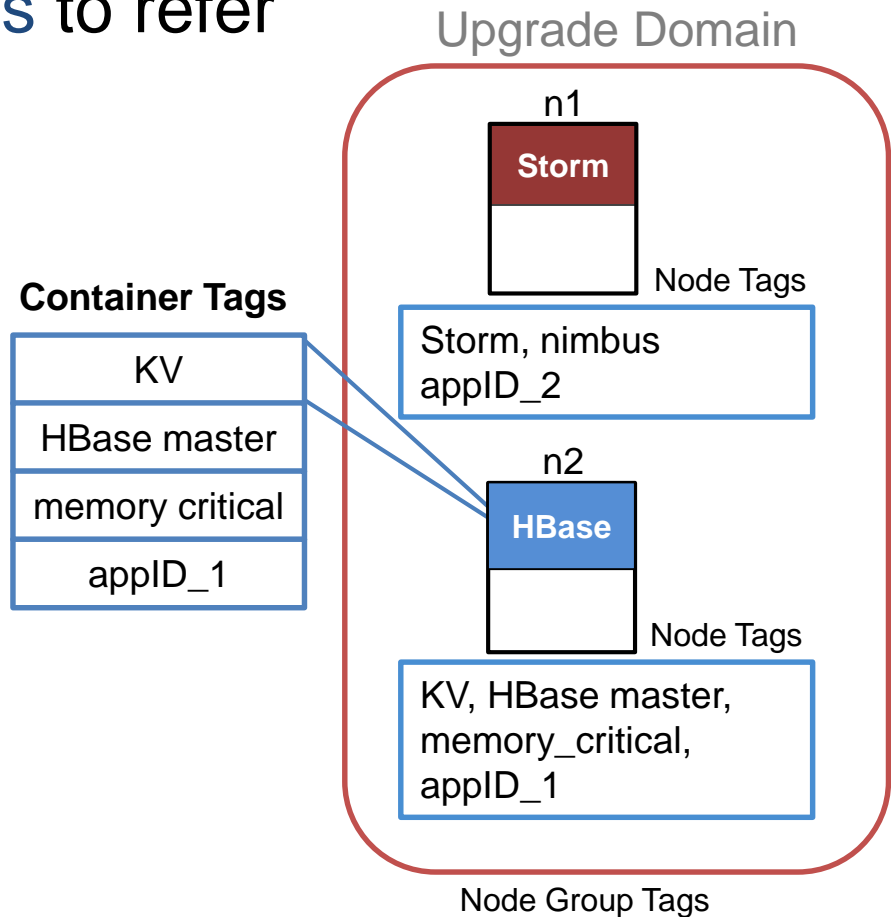 s to refer
Upgrade Domain
n1
Storm
Node Tags
Storm, nimbus
appID_2
Container Tags
KV
HBase master
memory critical
appID_1
n2
HBase
Node Tags
KV, HBase master,
memory_critical,
appID_1
Node Group Tags